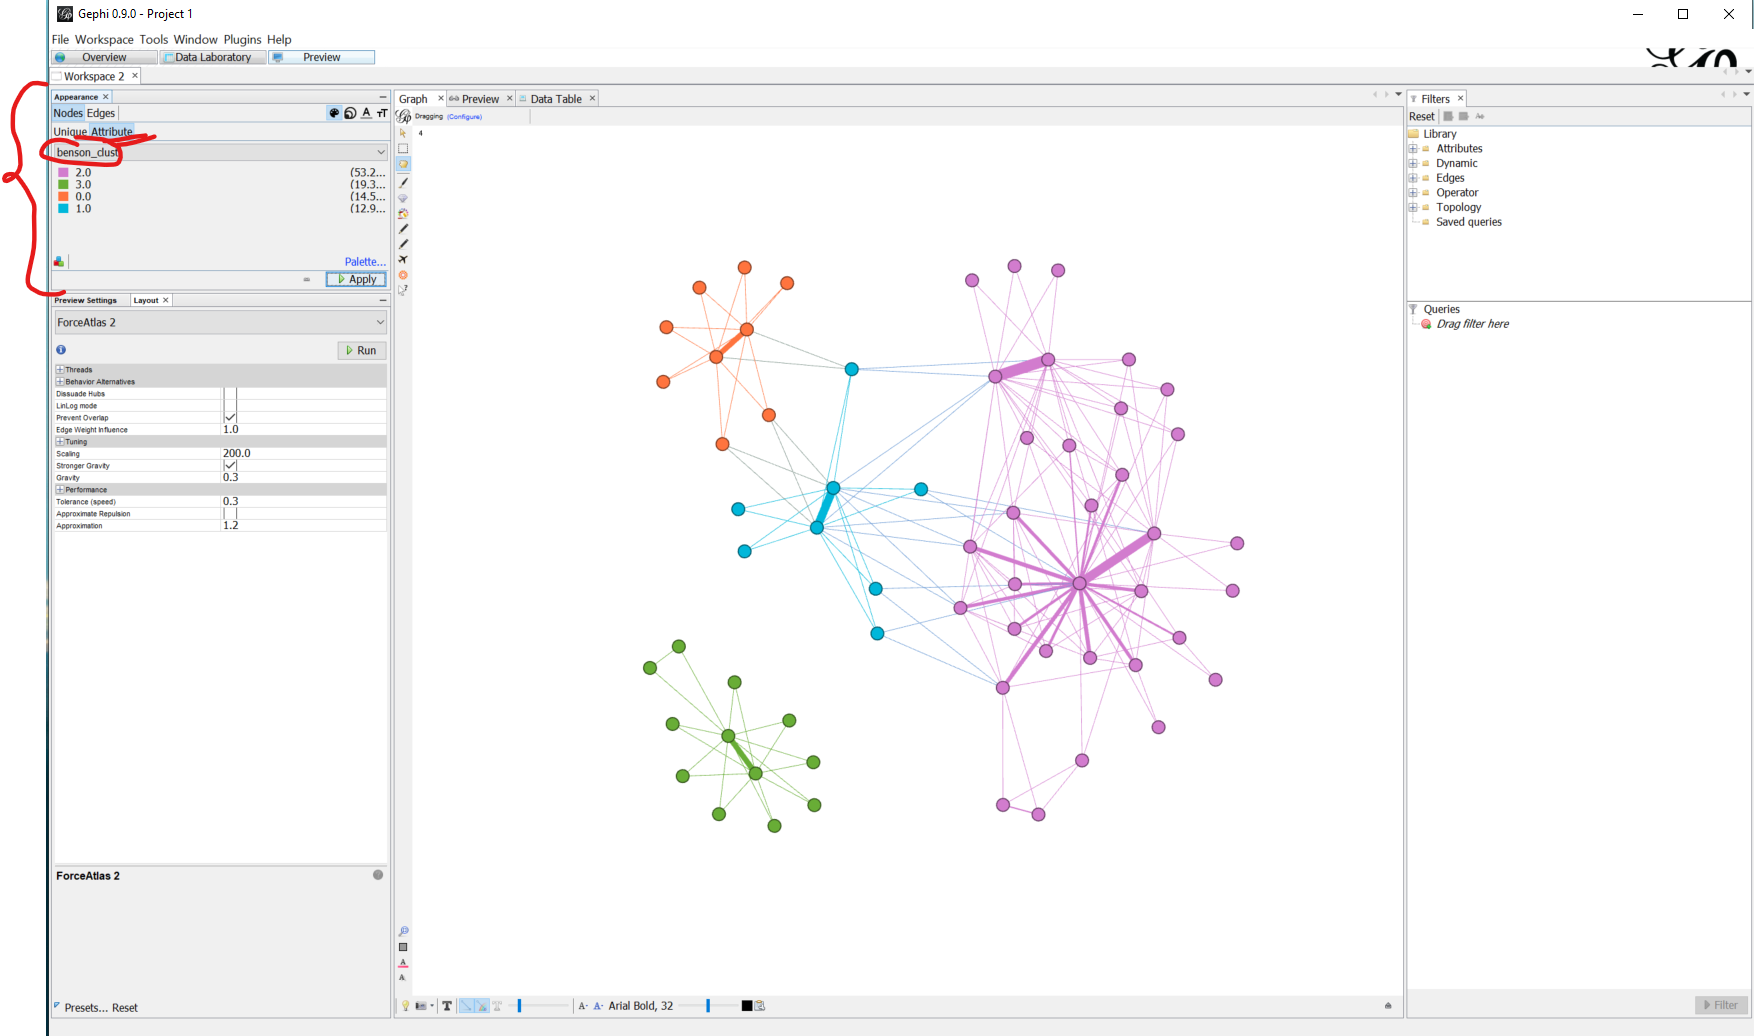 Gephi 0.9.0 - Project 1
File Workspace Tools Window Plugins Help
Overview Data Laboratory Preview
Workspace 2
Appearance
Nodes Edges
Unique Attribute
benson_clust
2.0 (53.2...
3.0 (19.3...
0.0 (14.5...
1.0 (12.9...
Palette...
Apply
Preview Settings Layout
ForceAtlas 2
Run
Threads
Behavior Alternatives
Dissuade Hubs
LinLog mode
Prevent Overlap
Edge Weight Influence 1.0
Tuning
Scaling 200.0
Stronger Gravity
Gravity 0.3
Performance
Tolerance (speed) 0.3
Approximate Repulsion
Approximation 1.2
ForceAtlas 2
Presets... Reset
Graph Preview Data Table
Dragging (Configure)
4
Arial Bold, 32
Filters
Reset
Library
Attributes
Dynamic
Edges
Operator
Topology
Saved queries
Queries
Drag filter here
Filter